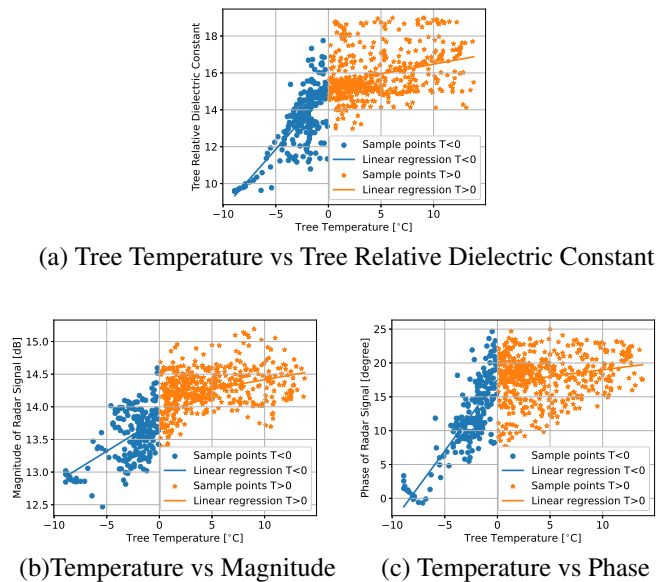 Tree Relative Dielectric Constant
18
16
14
12
10
Sample points T<0
Linear regression T<0
Sample points T>0
Linear regression T>0
−10 −5 0 5 10
Tree Temperature [°C]
(a) Tree Temperature vs Tree Relative Dielectric Constant
Magnitude of Radar Signal [dB]
15.0
14.5
14.0
13.5
13.0
12.5
Sample points T<0
Linear regression T<0
Sample points T>0
Linear regression T>0
−10 −5 0 5 10
Tree Temperature [°C]
(b)Temperature vs Magnitude
Phase of Radar Signal [degree]
25
20
15
10
5
0
Sample points T<0
Linear regression T<0
Sample points T>0
Linear regression T>0
−10 −5 0 5 10
Tree Temperature [°C]
(c) Temperature vs Phase